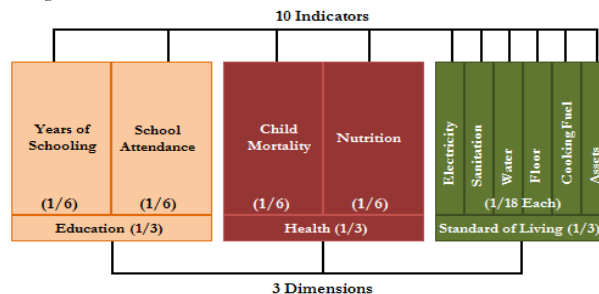 10 Indicators
Years of
Schooling
(1/6)
School
Attendance
(1/6)
Education (1/3)
Child
Mortality
(1/6)
Nutrition
(1/6)
Health (1/3)
Electricity
Sanitation
Water
Floor
Cooking Fuel
Assets
(1/18 Each)
Standard of Living (1/3)
3 Dimensions